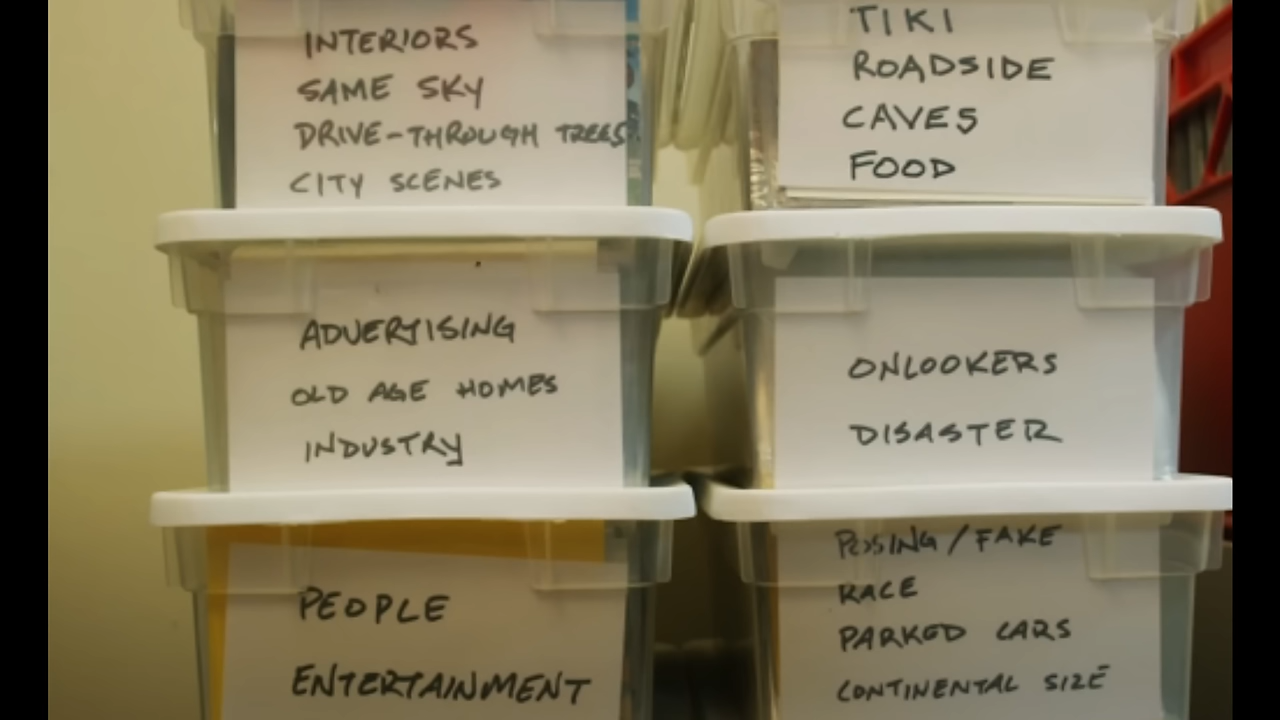 INTERIORS
SAME SKY
DRIVE-THROUGH TREES
CITY SCENES
TIKI
ROADSIDE
CAVES
FOOD
ADVERTISING
OLD AGE HOMES
INDUSTRY
ONLOOKERS
DISASTER
PEOPLE
ENTERTAINMENT
POSING/FAKE
RACE
PARKED CARS
CONTINENTAL SIZE